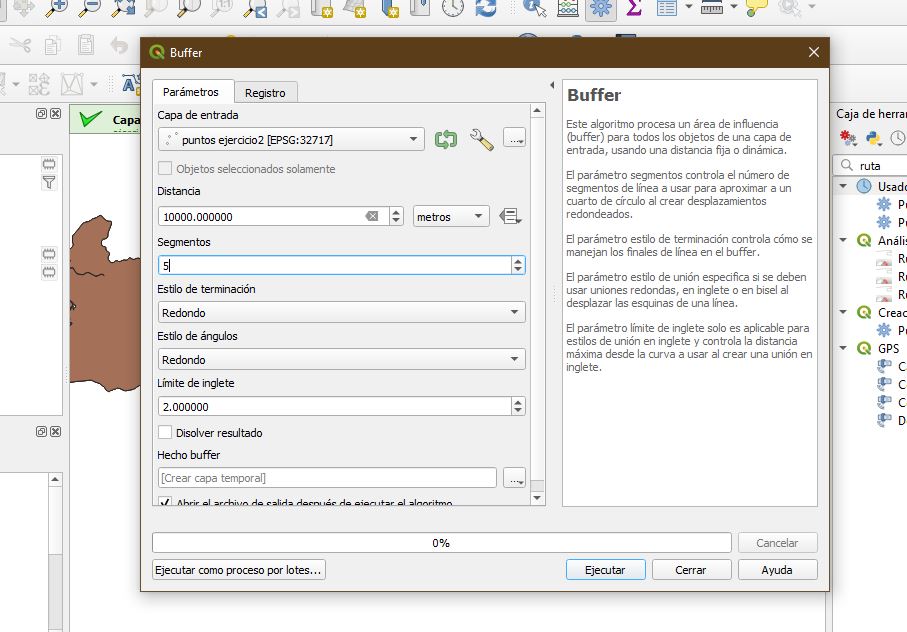 Buffer
Capa
Parámetros
Registro
Capa de entrada
puntos ejercicio2 [EPSG:32717]
...
Objetos seleccionados solamente
Distancia
10000.000000
metros
Segmentos
5
Estilo de terminación
Redondo
Estilo de ángulos
Redondo
Límite de inglete
2.000000
Disolver resultado
Hecho buffer
[Crear capa temporal]
...
Abrir el archivo de salida después de ejecutar el algoritmo
Buffer
Este algoritmo procesa un área de influencia
(buffer) para todos los objetos de una capa de
entrada, usando una distancia fija o dinámica.
El parámetro segmentos controla el número de
segmentos de línea a usar para aproximar a un
cuarto de círculo al crear desplazamientos
redondeados.
El parámetro estilo de terminación controla cómo se
manejan los finales de línea en el buffer.
El parámetro estilo de unión especifica si se deben
usar uniones redondas, en inglete o en bisel al
desplazar las esquinas de una línea.
El parámetro límite de inglete solo es aplicable para
estilos de unión en inglete y controla la distancia
máxima desde la curva a usar al crear una unión en
inglete.
0%
Cancelar
Ejecutar como proceso por lotes...
Ejecutar
Cerrar
Ayuda
Caja de herra
ruta
Usado
Análi
Creac
GPS